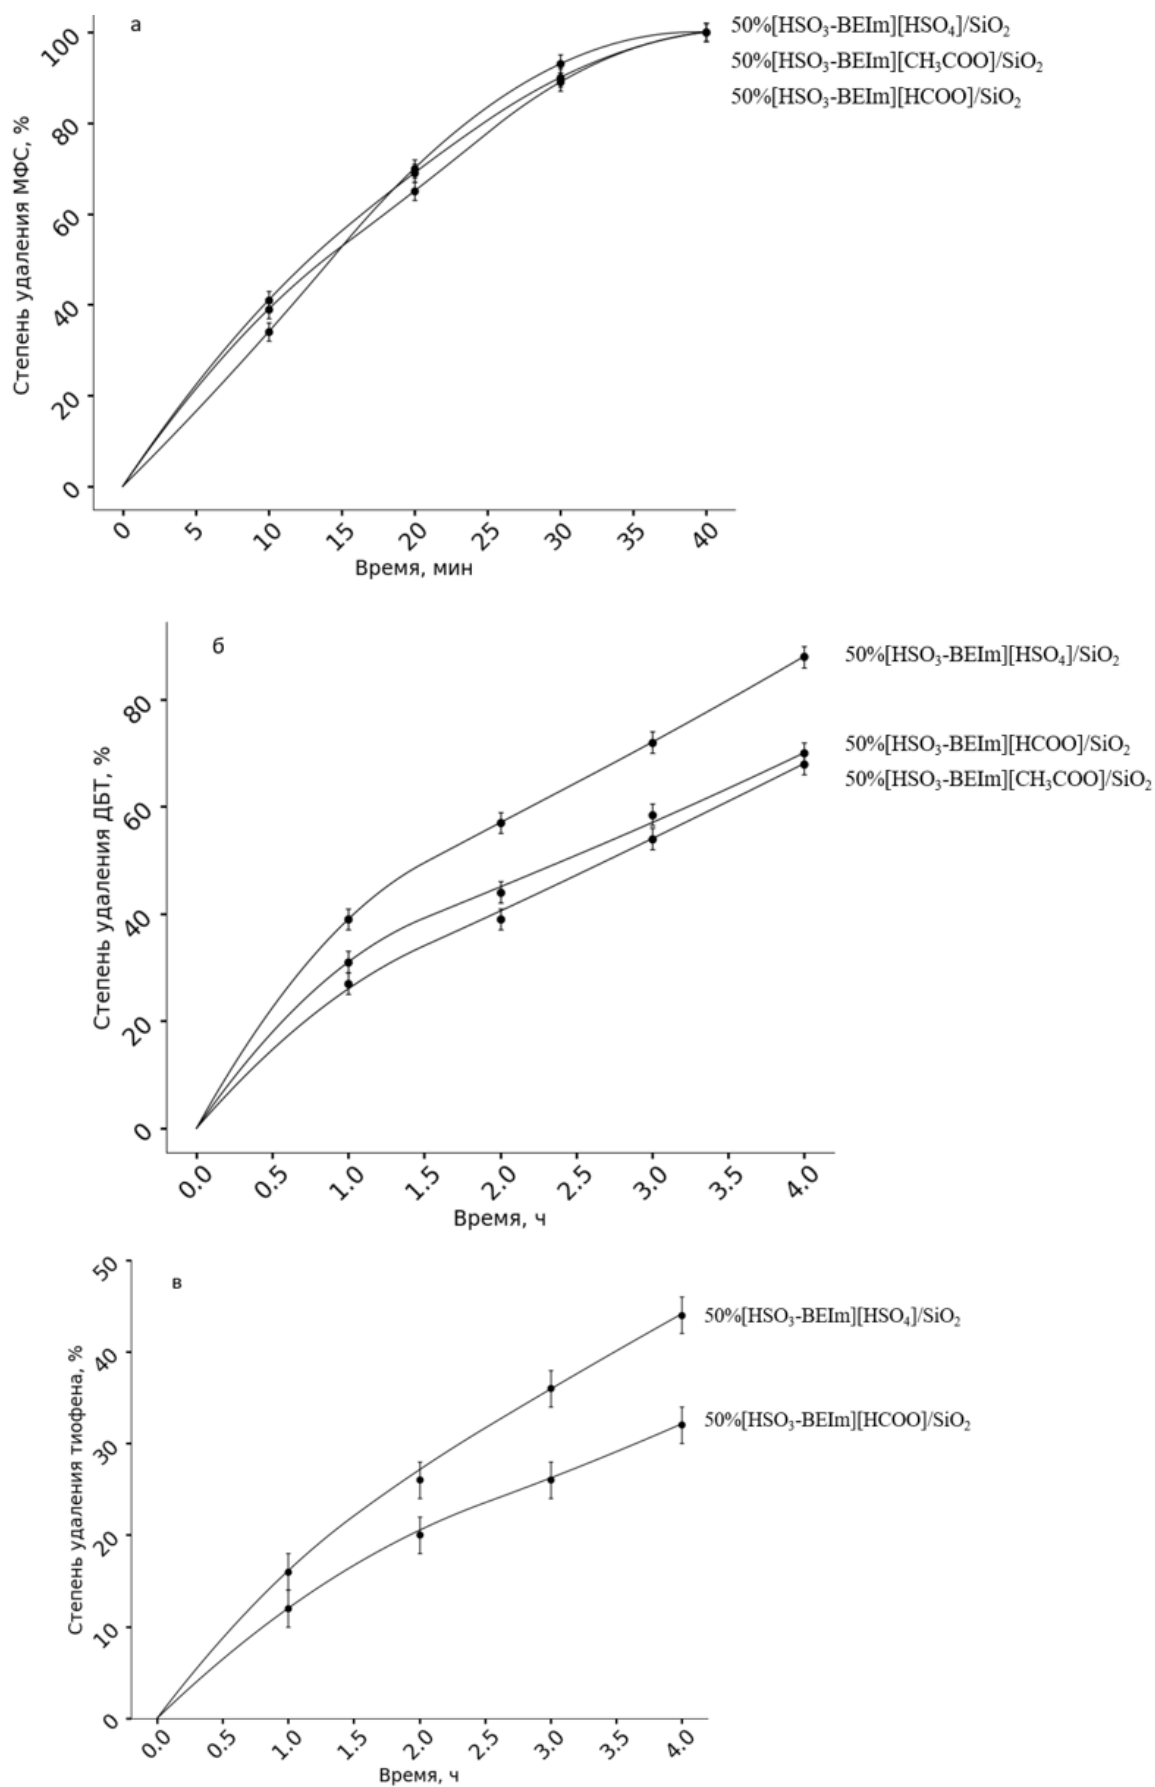 а
50%[HSO₃-BEIm][HSO₄]/SiO₂
50%[HSO₃-BEIm][CH₃COO]/SiO₂
50%[HSO₃-BEIm][HCOO]/SiO₂
Степень удаления МФС, %
100
80
60
40
20
0
0 5 10 15 20 25 30 35 40
Время, мин
б
50%[HSO₃-BEIm][HSO₄]/SiO₂
50%[HSO₃-BEIm][HCOO]/SiO₂
50%[HSO₃-BEIm][CH₃COO]/SiO₂
Степень удаления ДБТ, %
80
60
40
20
0
0.0 0.5 1.0 1.5 2.0 2.5 3.0 3.5 4.0
Время, ч
в
50%[HSO₃-BEIm][HSO₄]/SiO₂
50%[HSO₃-BEIm][HCOO]/SiO₂
Степень удаления тиофена, %
50
40
30
20
10
0
0.0 0.5 1.0 1.5 2.0 2.5 3.0 3.5 4.0
Время, ч